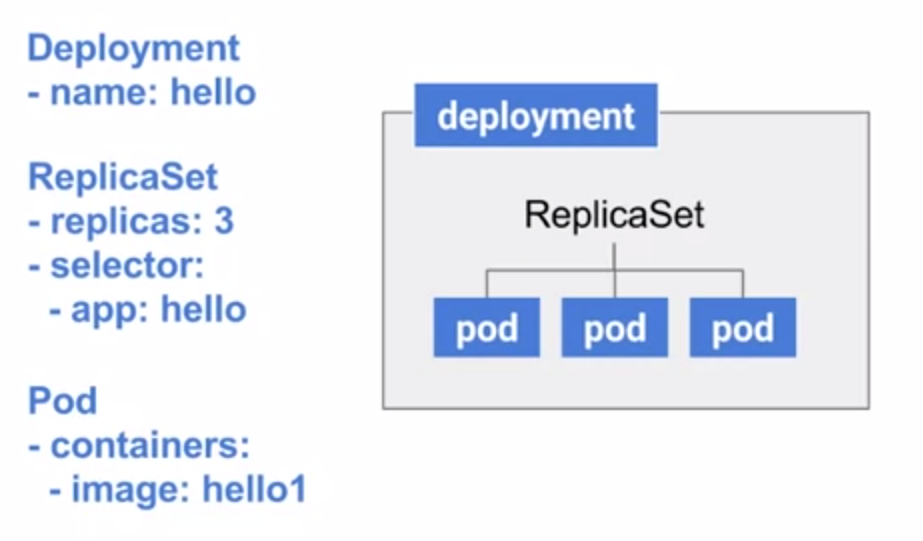 Deployment
- name: hello
ReplicaSet
- replicas: 3
- selector:
- app: hello
Pod
- containers:
- image: hello1
deployment
ReplicaSet
pod pod pod